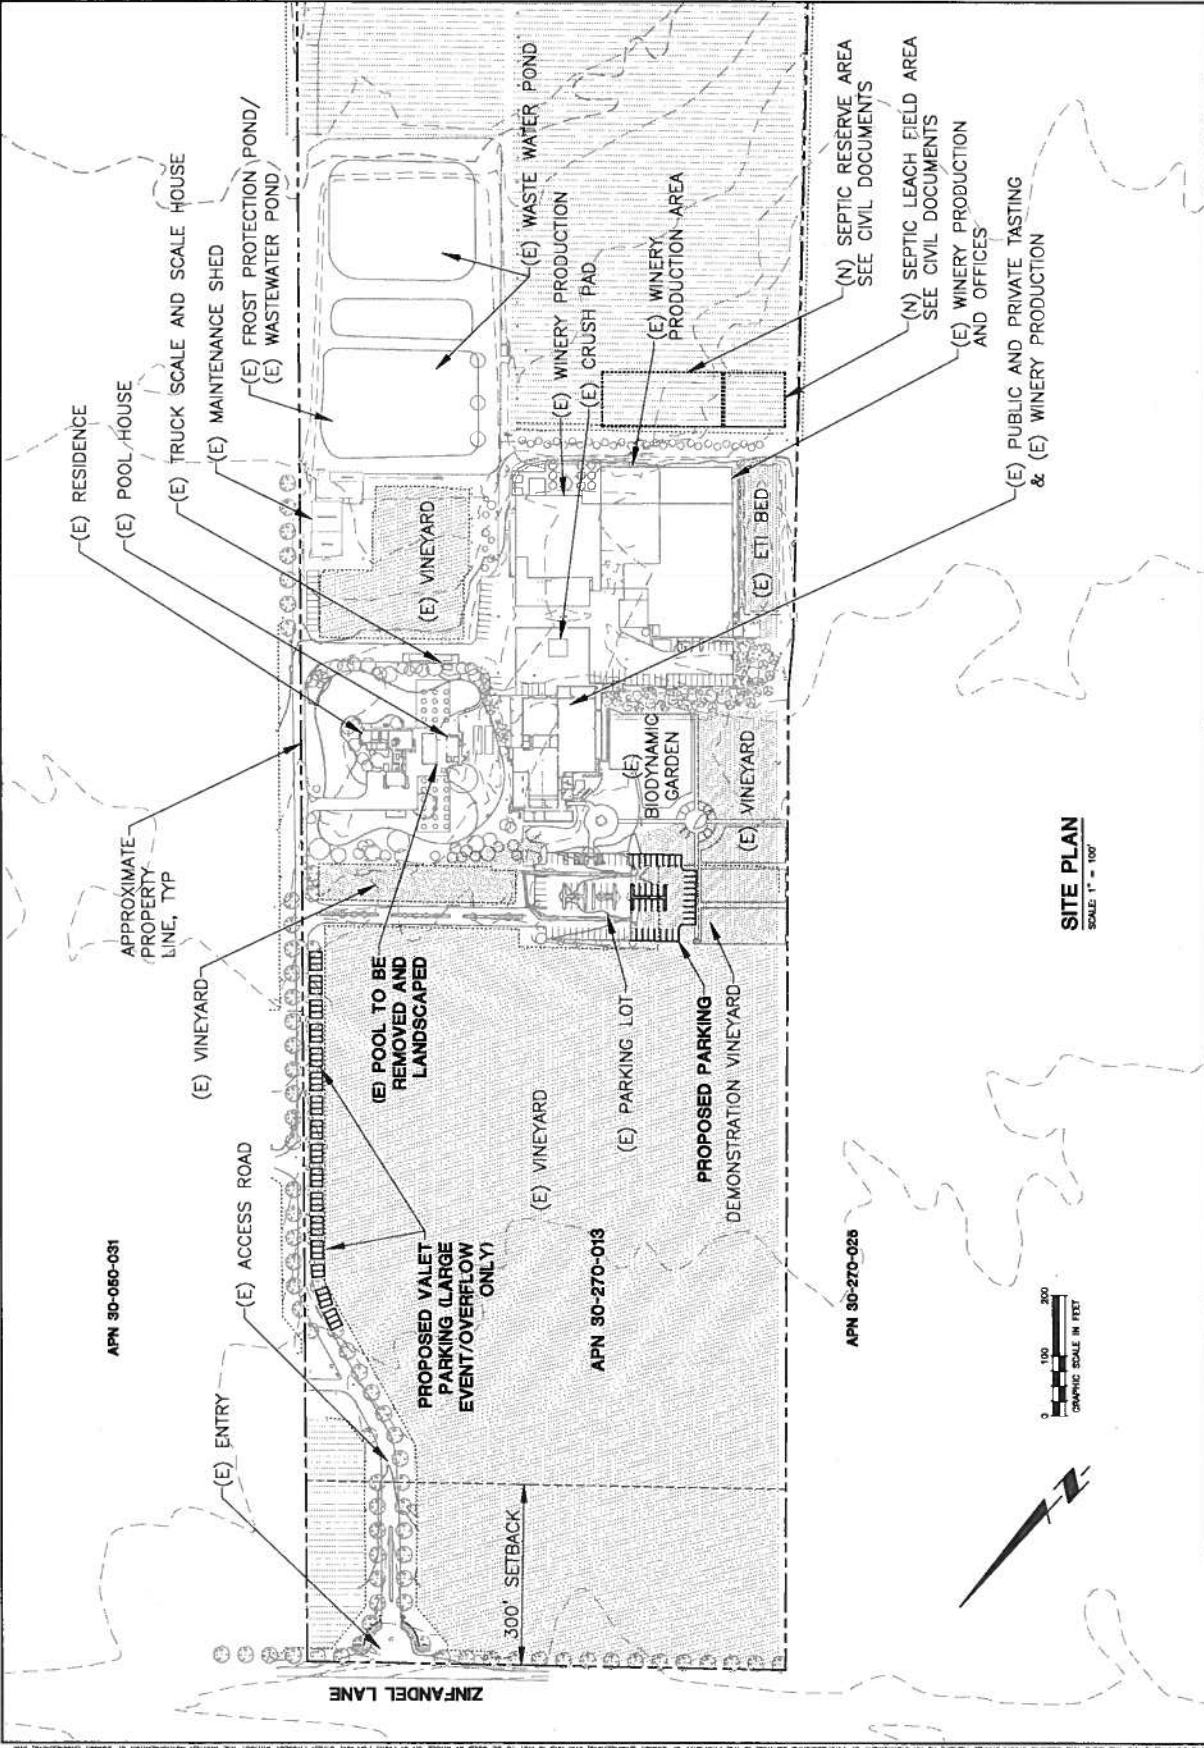 ZINFANDEL LANE
APN 30-050-031
(E) ENTRY
(E) ACCESS ROAD
(E) VINEYARD
APPROXIMATE
PROPERTY
LINE, TYP
(E) RESIDENCE
(E) POOL HOUSE
(E) TRUCK SCALE AND SCALE HOUSE
(E) MAINTENANCE SHED
(E) FROST PROTECTION POND/
(E) WASTEWATER POND
300' SETBACK
PROPOSED VALET
PARKING (LARGE
EVENT/OVERFLOW
ONLY)
(E) POOL TO BE
REMOVED AND
LANDSCAPED
(E) VINEYARD
(E) WASTE WATER POND
(E) WINERY PRODUCTION
(E) CRUSH PAD
(E) WINERY
PRODUCTION AREA
(E) VINEYARD
APN 30-270-013
(E) PARKING LOT
PROPOSED PARKING
DEMONSTRATION VINEYARD
(E)
BIODYNAMIC
GARDEN
(E) VINEYARD
(E) ETI BED
(N) SEPTIC RESERVE AREA
SEE CIVIL DOCUMENTS
(N) SEPTIC LEACH FIELD AREA
SEE CIVIL DOCUMENTS
(E) WINERY PRODUCTION
AND OFFICES
(E) PUBLIC AND PRIVATE TASTING
& (E) WINERY PRODUCTION
APN 30-270-026
0 100 200
GRAPHIC SCALE IN FEET
SITE PLAN
SCALE: 1" = 100'